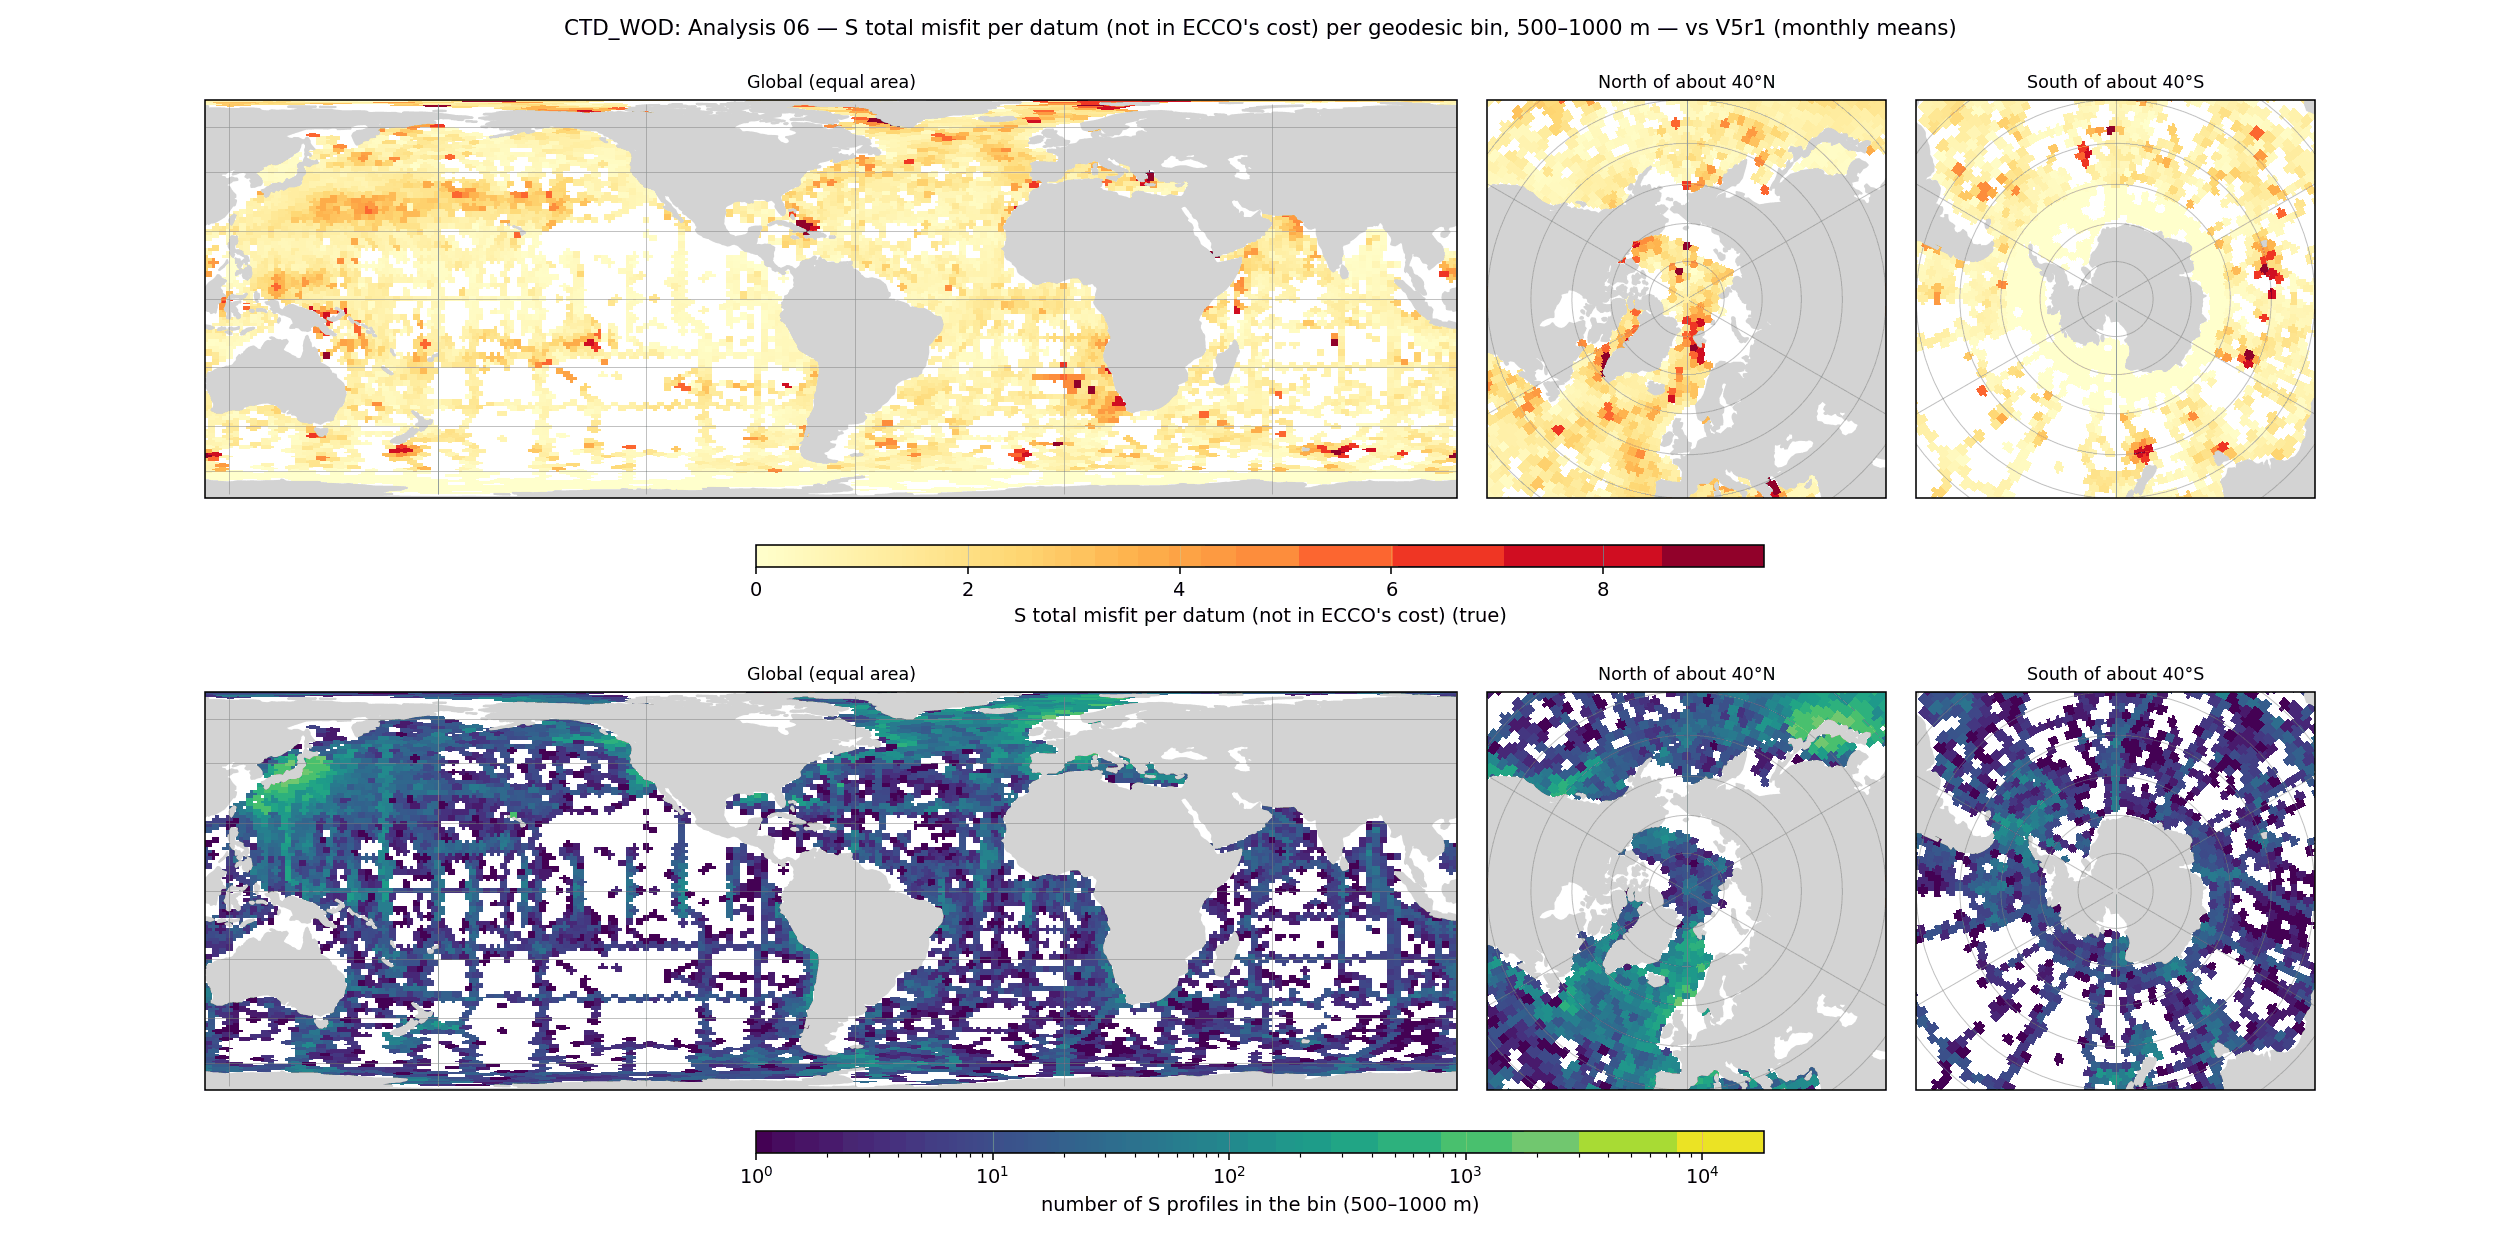 CTD_WOD: Analysis 06 — S total misfit per datum (not in ECCO's cost) per geodesic bin, 500–1000 m — vs V5r1 (monthly means)
Global (equal area)
North of about 40°N
South of about 40°S
0 2 4 6 8
S total misfit per datum (not in ECCO's cost) (true)
Global (equal area)
North of about 40°N
South of about 40°S
10⁰ 10¹ 10² 10³ 10⁴
number of S profiles in the bin (500–1000 m)